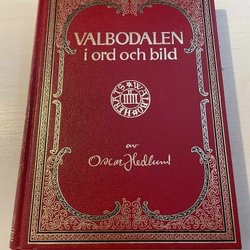 VALBODALEN
i ord och bild
av
Oscar Hedlund